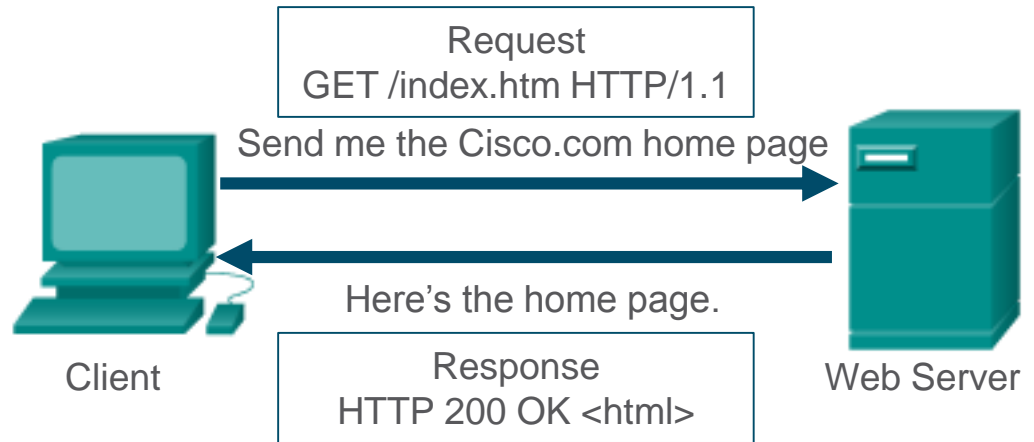 Request
GET /index.htm HTTP/1.1
Send me the Cisco.com home page
Here’s the home page.
Client
Response
HTTP 200 OK <html>
Web Server